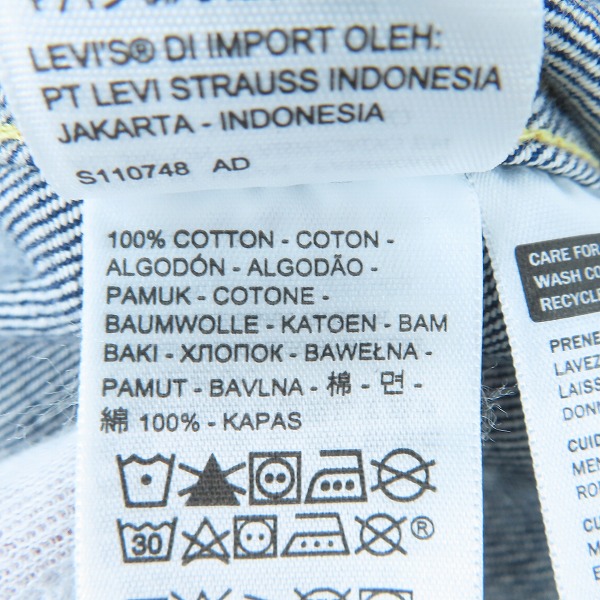 LEVI'S® DI IMPORT OLEH:
PT LEVI STRAUSS INDONESIA
JAKARTA - INDONESIA
S110748 AD
100% COTTON - COTON -
ALGODÓN - ALGODÃO -
PAMUK - COTONE -
BAUMWOLLE - KATOEN - BAM
BAKI - ХЛОПОК - BAWEŁNA -
PAMUT - BAVLNA - 棉 - 면 -
綿 100% - KAPAS
30 ®
CARE FOR
WASH CO
RECYCLE
PRENE
LAVEZ
LAISS
DONN
CUID
MEN
ROP
CU
M
E